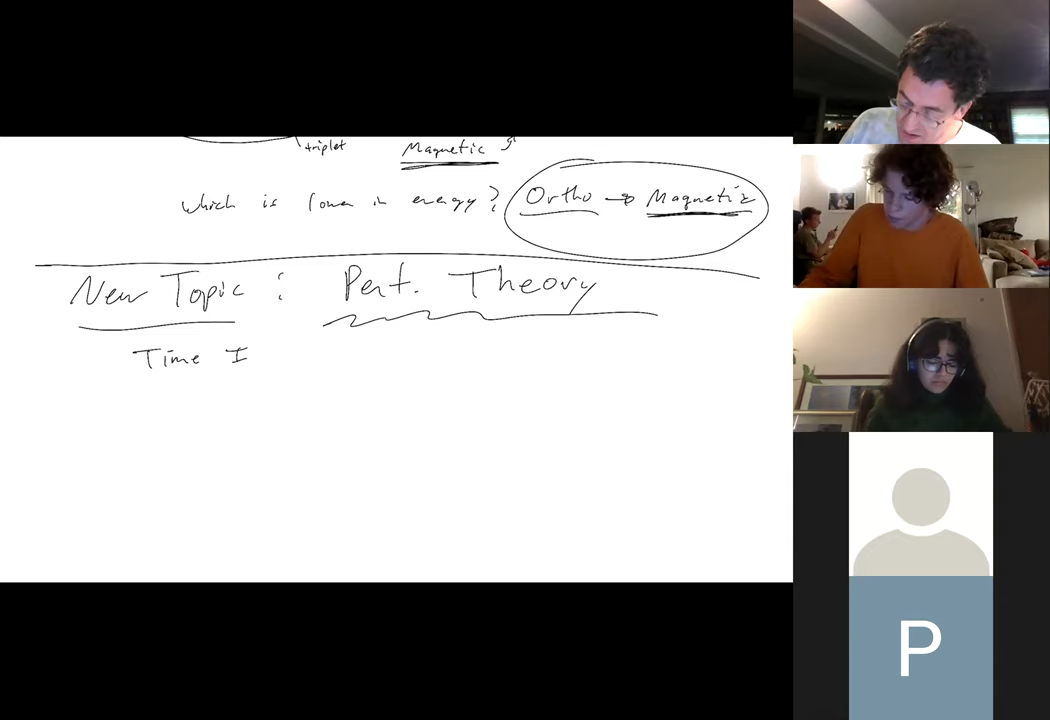 triplet Magnetic
which is lower in energy? Ortho → Magnetic
New Topic : Pert. Theory
Time I
P